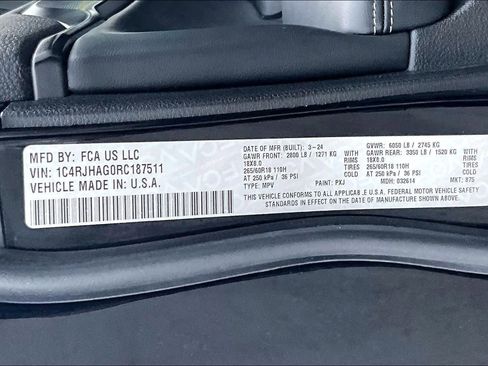 MFD BY: FCA US LLC
VIN: 1C4RJHAG0RC187511
VEHICLE MADE IN: U.S.A.
DATE OF MFR (BUILT): 3-24 GVWR: 6050 LB / 2745 KG
GAWR FRONT: 2800 LB / 1271 KG RIMS GAWR REAR: 3350 LB / 1520 KG RIMS
18X8.0 18X8.0
265/60R18 110H TIRES 265/60R18 110H TIRES
AT 250 kPa / 36 PSI COLD AT 250 kPa / 36 PSI COLD
TYPE: MPV PAINT: PXJ MDH: 032614 MKT: 875
VEHICLE CONFORMS TO ALL APPLICABLE U.S.A. FEDERAL MOTOR VEHICLE SAFETY
STANDARDS IN EFFECT ON THE DATE OF MANUFACTURE SHOWN ABOVE.